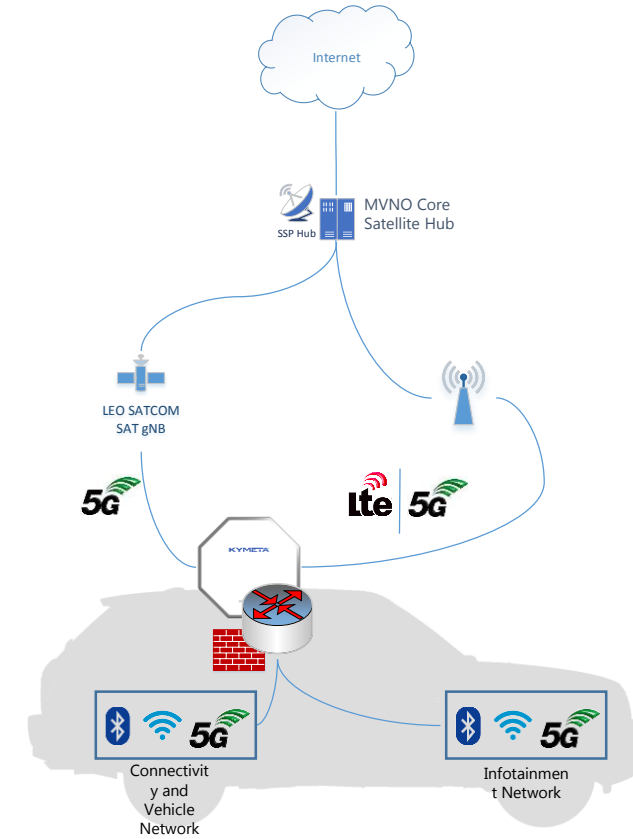 Internet
MVNO Core
Satellite Hub
SSP Hub
LEO SATCOM
SAT gNB
5G
lte
5G
KYMETA
5G
5G
Connectivit
y and
Vehicle
Network
Infotainmen
t Network